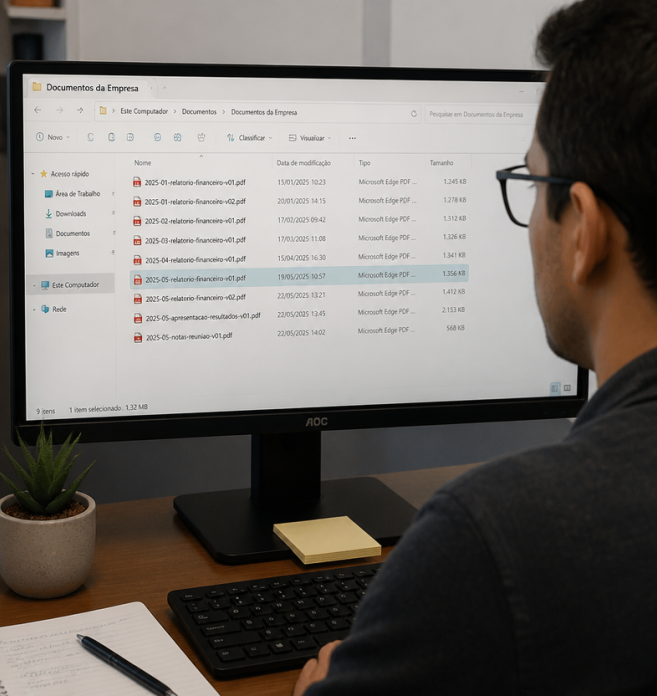 Documentos da Empresa
Este Computador > Documentos > Documentos da Empresa
Pesquisar em Documentos da Empresa
Novo
Classificar
Visualizar
Nome Data de modificação Tipo Tamanho
Acesso rápido
Área de Trabalho
Downloads
Documentos
Imagens
Este Computador
Rede
2025-01-relatorio-financeiro-v01.pdf 15/01/2025 10:23 Microsoft Edge PDF ... 1.245 KB
2025-01-relatorio-financeiro-v02.pdf 20/01/2025 14:15 Microsoft Edge PDF ... 1.278 KB
2025-02-relatorio-financeiro-v01.pdf 17/02/2025 09:42 Microsoft Edge PDF ... 1.312 KB
2025-03-relatorio-financeiro-v01.pdf 17/03/2025 11:08 Microsoft Edge PDF ... 1.326 KB
2025-04-relatorio-financeiro-v01.pdf 15/04/2025 16:30 Microsoft Edge PDF ... 1.341 KB
2025-05-relatorio-financeiro-v01.pdf 19/05/2025 10:57 Microsoft Edge PDF ... 1.356 KB
2025-05-relatorio-financeiro-v02.pdf 22/05/2025 13:21 Microsoft Edge PDF ... 1.412 KB
2025-05-apresentacao-resultados-v01.pdf 22/05/2025 13:45 Microsoft Edge PDF ... 2.133 KB
2025-05-notas-reuniao-v01.pdf 22/05/2025 14:02 Microsoft Edge PDF ... 568 KB
9 itens 1 item selecionado 1,32 MB
AOC